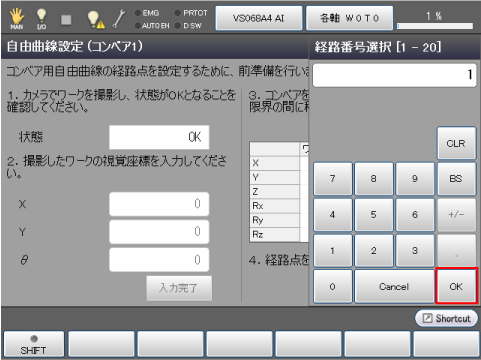 MAN
I/O
EMG
PRTCT
AUTOEN
D·SW
VS068A4 AI
各軸 W 0 T 0
1 %
自由曲線設定 (コンベア1)
経路番号選択 [1 - 20]
コンベア用自由曲線の経路点を設定するために、前準備を行い
1
1. カメラでワークを撮影し、状態がOKとなることを
確認してください。
3. コンベアを
限界の間に
状態
OK
CLR
2. 撮影したワークの視覚座標を入力してくださ
い。
X
Y
Z
Rx
Ry
Rz
7
8
9
BS
X
0
4
5
6
+/-
Y
0
1
2
3
.
θ
0
4. 経路点を
入力完了
0
Cancel
OK
Shortcut
SHIFT